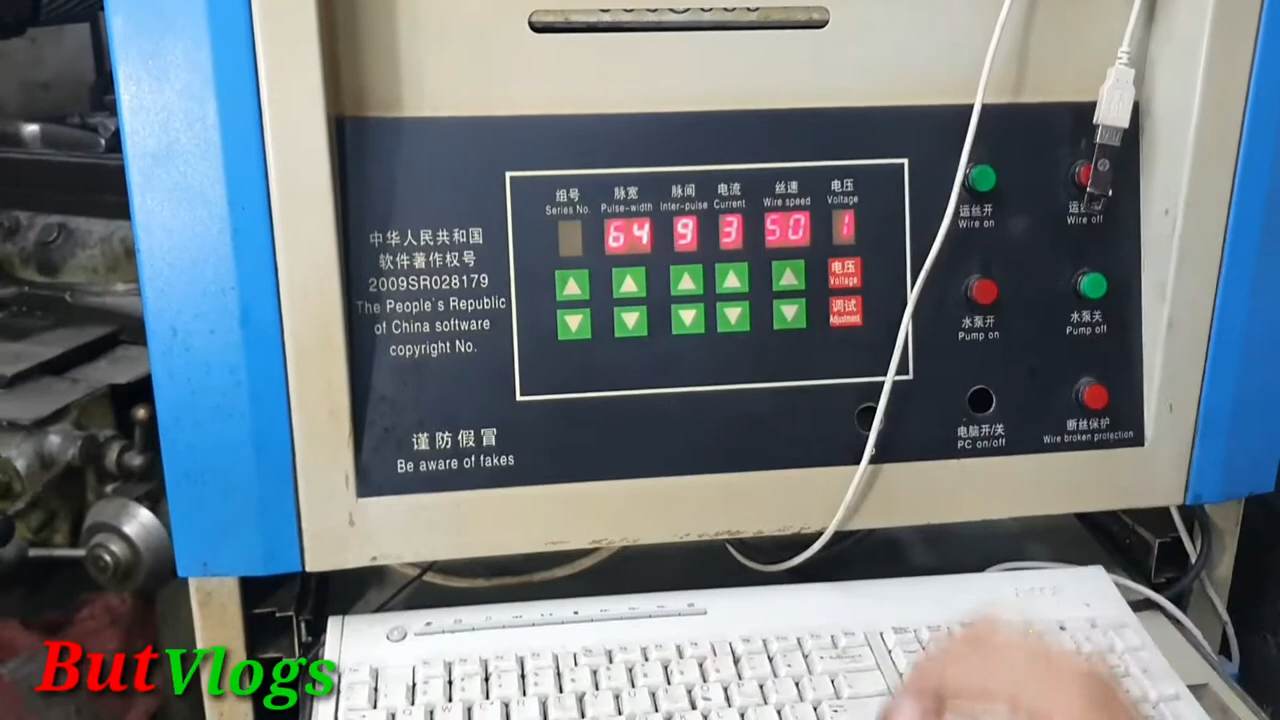 组号
Series No.
脉宽
Pulse-width
脉间
Inter-pulse
电流
Current
丝速
Wire speed
电压
Voltage
64
9
3
50
1
电压
Voltage
调试
Adjustment
中华人民共和国
软件著作权号
2009SR028179
The People`s Republic
of China software
copyright No.
谨防假冒
Be aware of fakes
运丝开
Wire on
运丝
Wire off
水泵开
Pump on
水泵关
Pump off
电脑开/关
PC on/off
断丝保护
Wire broken protection
ButVlogs